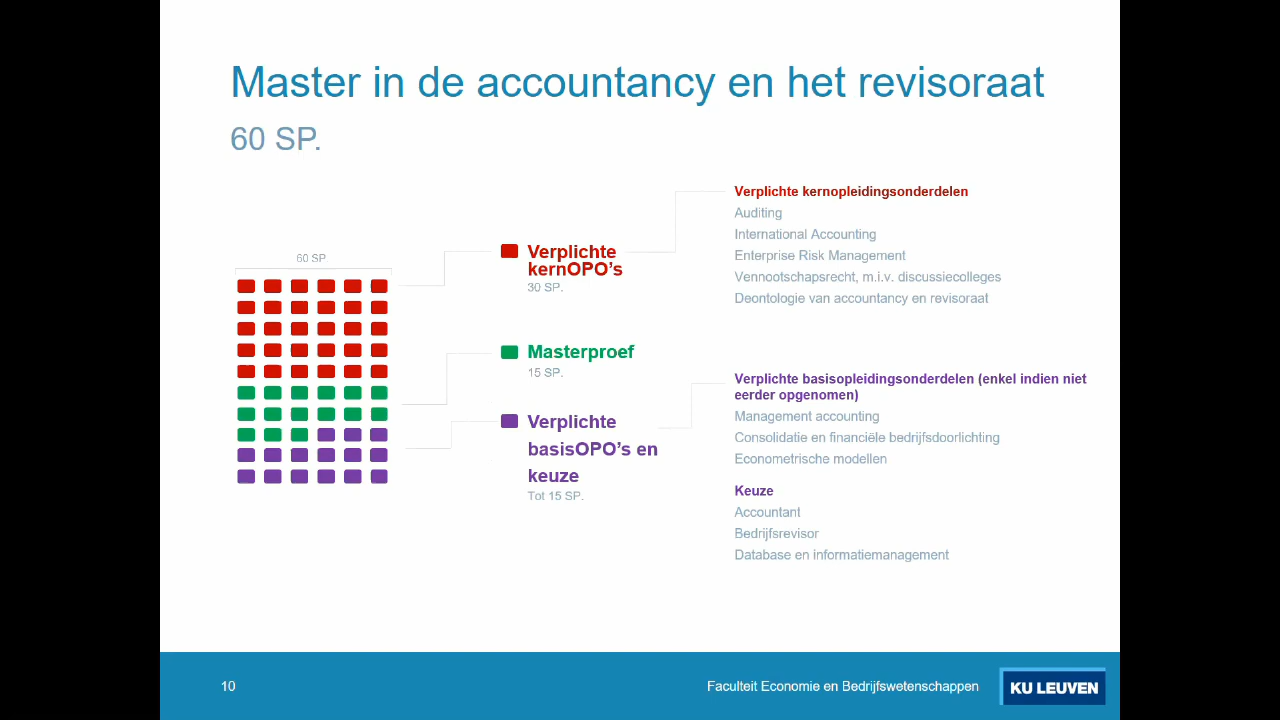 Master in de accountancy en het revisoraat
60 SP.
60 SP
Verplichte
kernOPO's
30 SP.
Masterproef
15 SP.
Verplichte
basisOPO's en
keuze
Tot 15 SP.
Verplichte kernopleidingsonderdelen
Auditing
International Accounting
Enterprise Risk Management
Vennootschapsrecht, m.i.v. discussiecolleges
Deontologie van accountancy en revisoraat
Verplichte basisopleidingsonderdelen (enkel indien niet
eerder opgenomen)
Management accounting
Consolidatie en financiële bedrijfsdoorlichting
Econometrische modellen
Keuze
Accountant
Bedrijfsrevisor
Database en informatiemanagement
10
Faculteit Economie en Bedrijfswetenschappen
KU LEUVEN